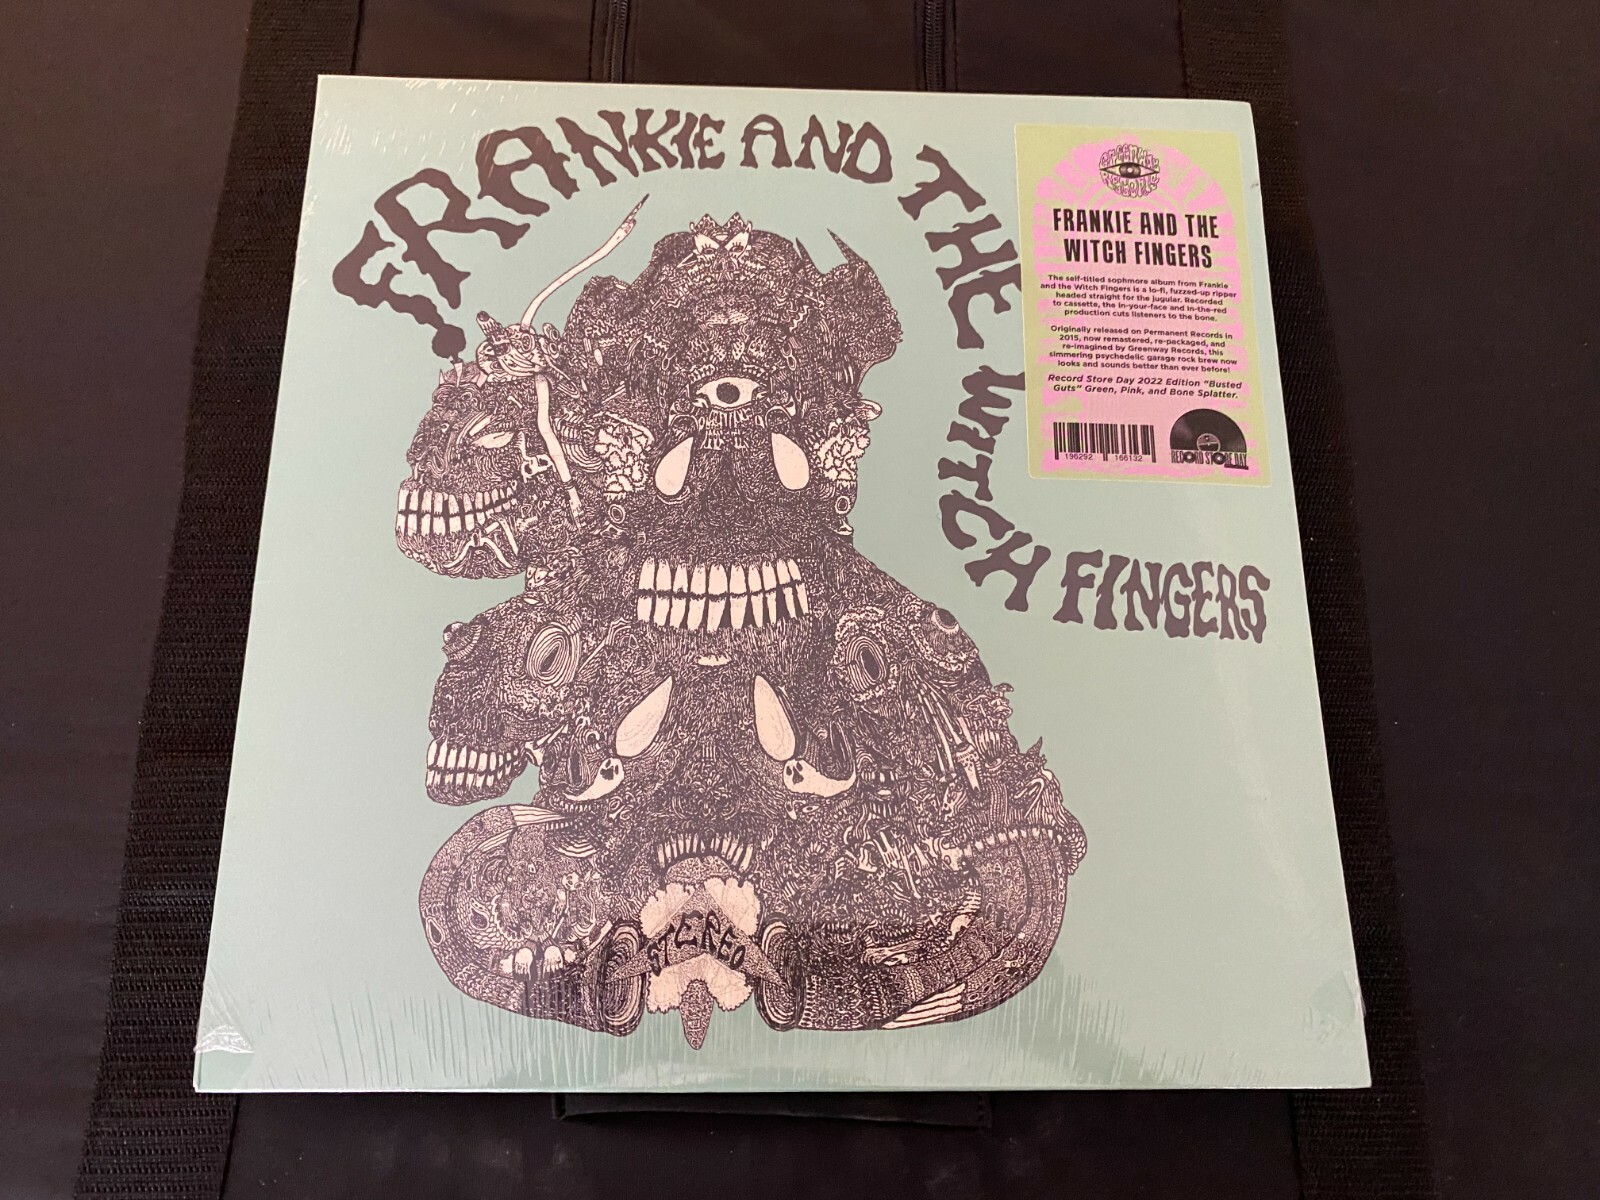 FRANKIE AND THE WITCH FINGERS
STEREO
GREENWAY
RECORDS
FRANKIE AND THE
WITCH FINGERS
The self-titled sophmore album from Frankie
and the Witch Fingers is a lo-fi, fuzzed-up ripper
headed straight for the jugular. Recorded
to cassette, the in-your-face and in-the-red
production cuts listeners to the bone.
Originally released on Permanent Records in
2015, now remastered, re-packaged, and
re-imagined by Greenway Records, this
simmering psychedelic garage rock brew now
looks and sounds better than ever before!
Record Store Day 2022 Edition "Busted
Guts" Green, Pink, and Bone Splatter.
196292 166132
RECORD STORE DAY